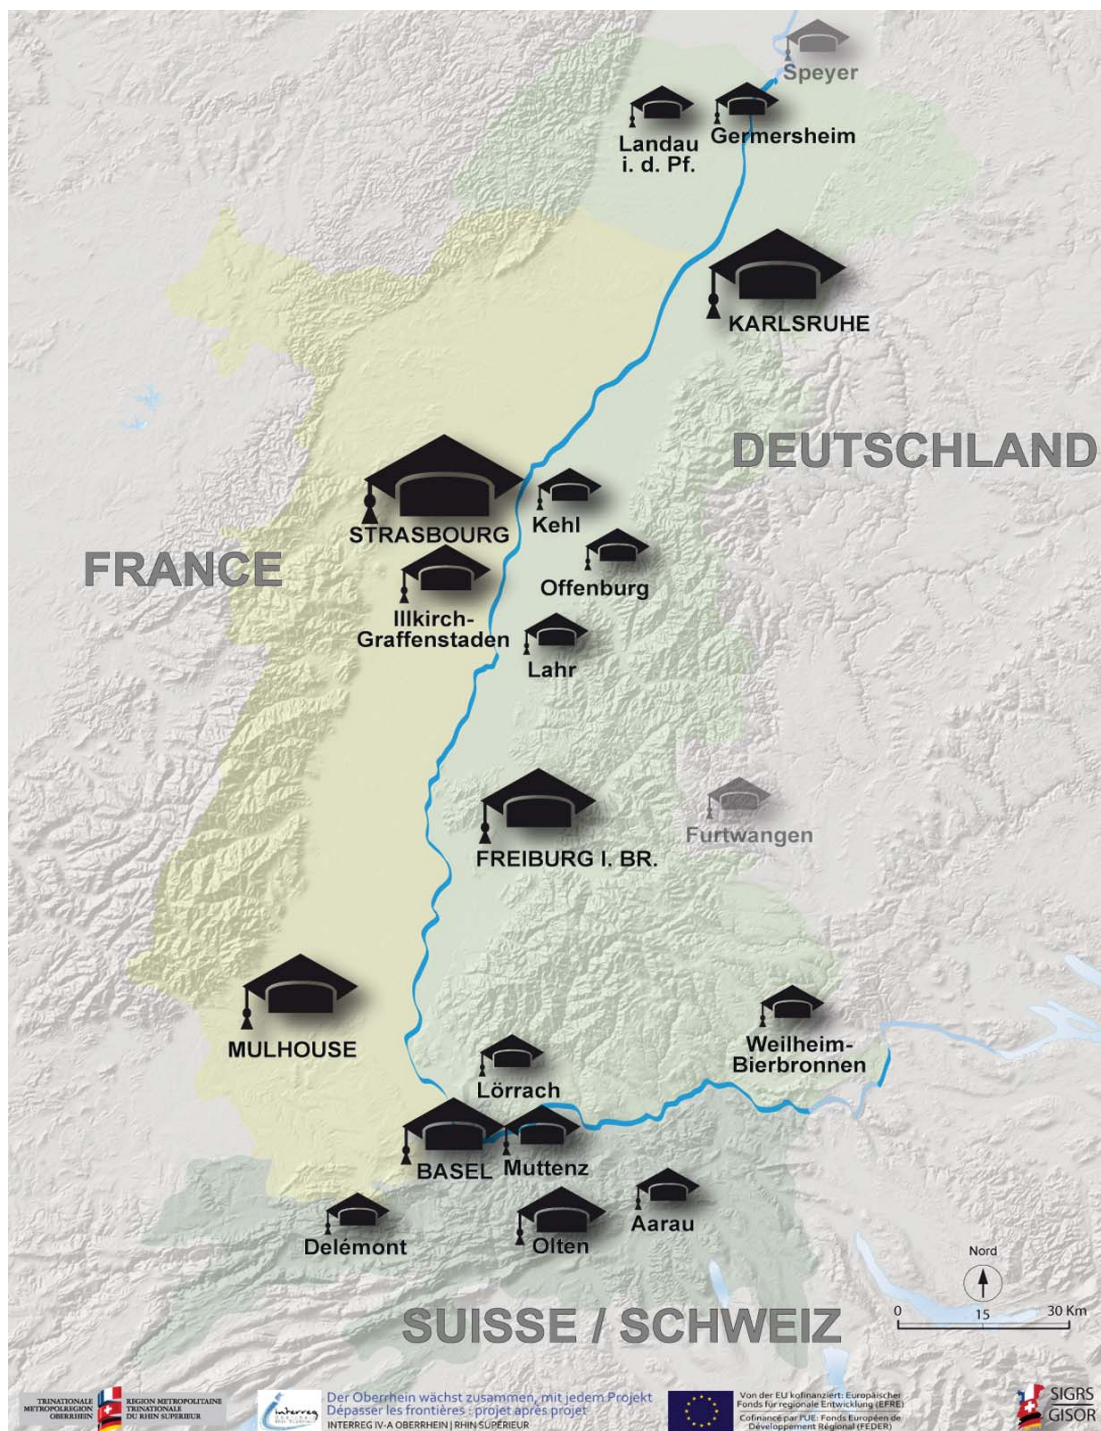 Speyer
Landau
i. d. Pf.
Germersheim
KARLSRUHE
DEUTSCHLAND
STRASBOURG
Kehl
FRANCE
Offenburg
Illkirch-
Graffenstaden
Lahr
Furtwangen
FREIBURG I. BR.
MULHOUSE
Weilheim-
Bierbronnen
Lörrach
BASEL
Muttenz
Aarau
Delémont
Olten
Nord
0
15
30 Km
SUISSE / SCHWEIZ
TRINATIONALE
METROPOLREGION
OBERRHEIN
REGION METROPOLITAINE
TRINATIONALE
DU RHIN SUPERIEUR
interreg
Der Oberrhein wächst zusammen, mit jedem Projekt
Dépasser les frontières : projet après projet
INTERREG IV-A OBERRHEIN | RHIN SUPÉRIEUR
Von der EU kofinanziert: Europäischer
Fonds für regionale Entwicklung (EFRE)
Cofinancé par l'UE: Fonds Européen de
Développement Régional (FEDER)
SIGRS
GISOR